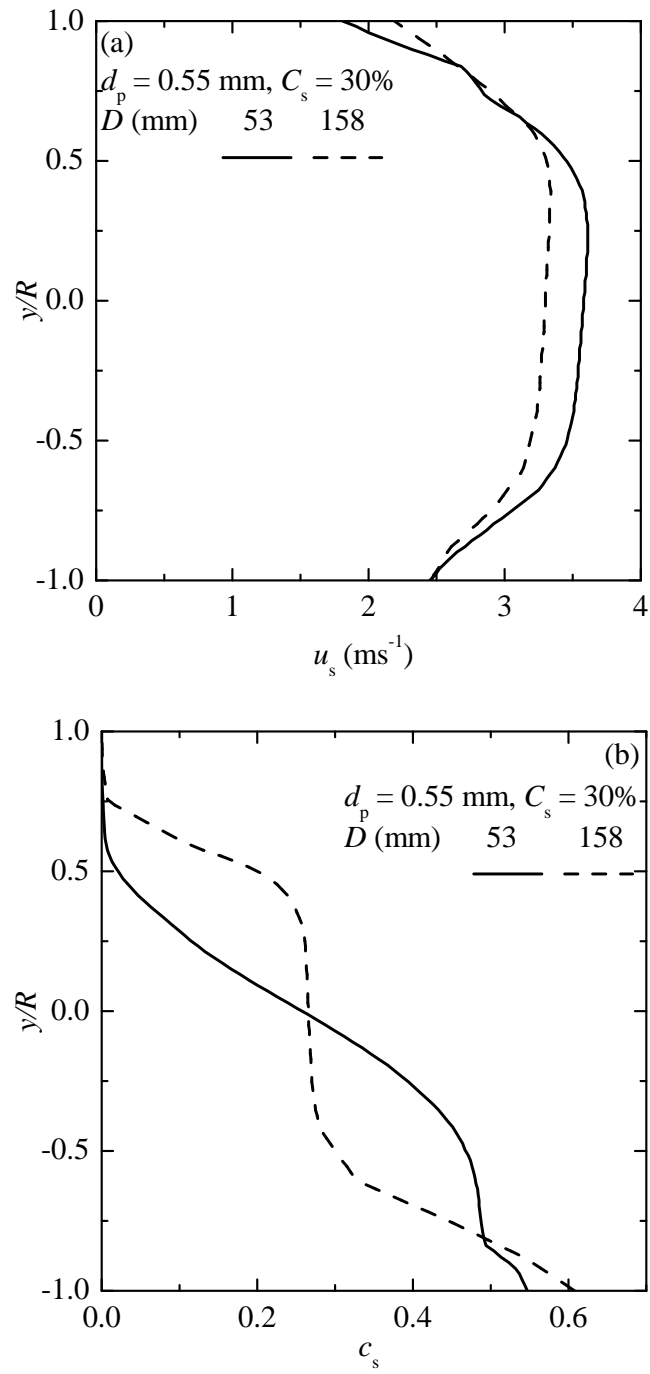 (a)
d_p = 0.55 mm, C_s = 30%
D (mm) 53 158
1.0
0.5
0.0
-0.5
-1.0
y/R
0 1 2 3 4
u_s (ms^-1)
(b)
d_p = 0.55 mm, C_s = 30%
D (mm) 53 158
1.0
0.5
0.0
-0.5
-1.0
y/R
0.0 0.2 0.4 0.6
c_s